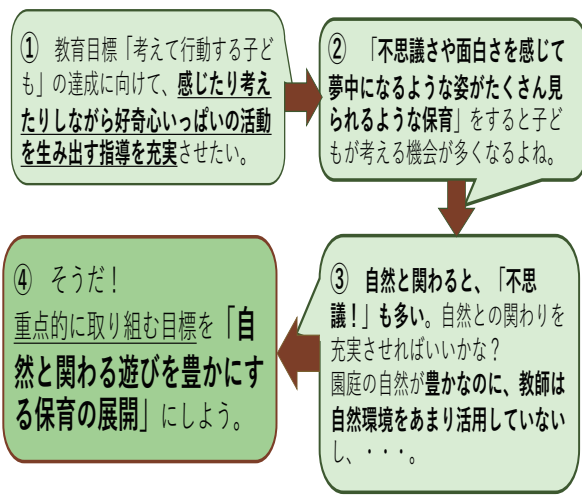 ① 教育目標「考えて行動する子ど
も」の達成に向けて、感じたり考え
たりしながら好奇心いっぱいの活動
を生み出す指導を充実させたい。
② 「不思議さや面白さを感じて
夢中になるような姿がたくさん見
られるような保育」をすると子ど
もが考える機会が多くなるよね。
③ 自然と関わると、「不思
議！」も多い。自然との関わりを
充実させればいいかな？
園庭の自然が豊かなのに、教師は
自然環境をあまり活用していない
し、・・・。
④ そうだ！
重点的に取り組む目標を「自
然と関わる遊びを豊かにす
る保育の展開」にしよう。